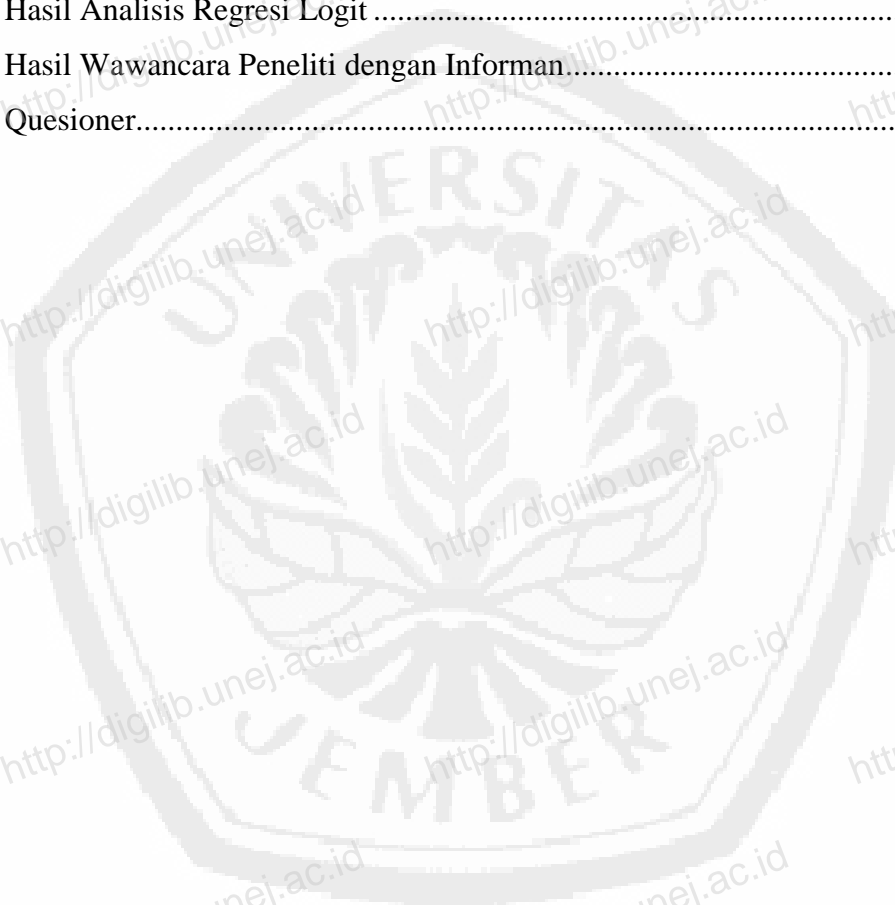 Hasil Analisis Regresi Logit ................................................................
Hasil Wawancara Peneliti dengan Informan........................................
Quesioner...............................................................................................
UNIVERSITAS
http://digilib.unej.ac.id
http://digilib.unej.ac.id
http://digilib.unej.ac.id
http://digilib.unej.ac.id
http://digilib.unej.ac.id
http://digilib.unej.ac.id
JEMBER